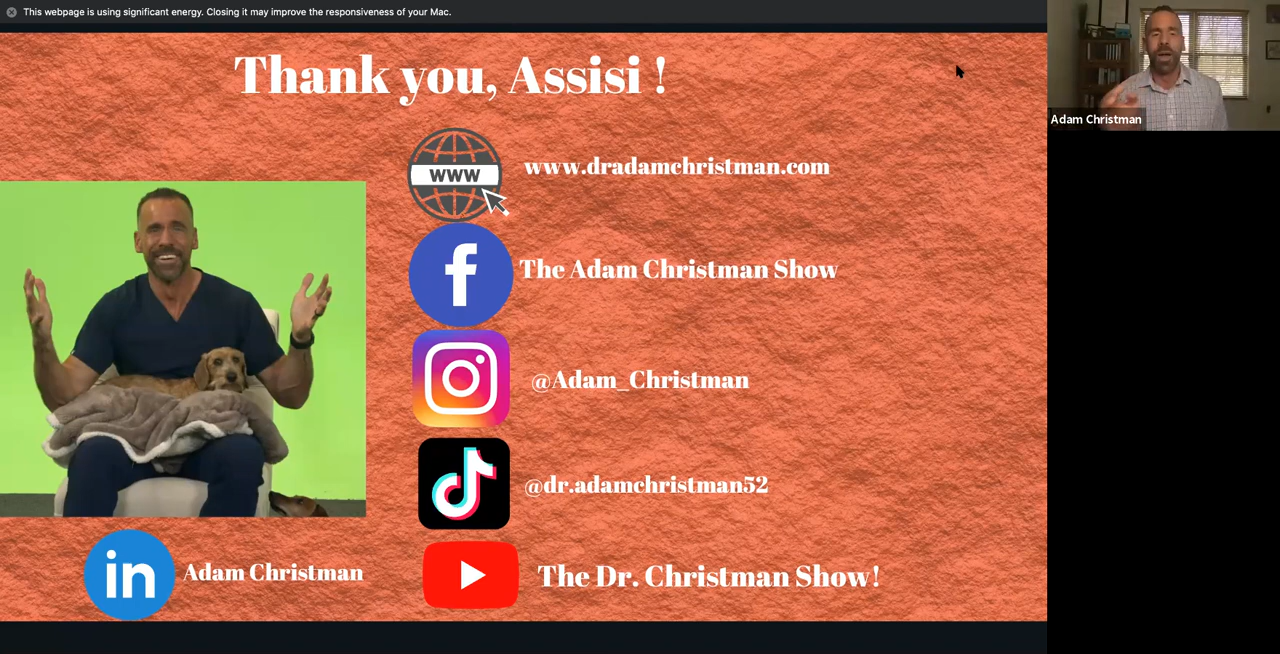 This webpage is using significant energy. Closing it may improve the responsiveness of your Mac.
Thank you, Assisi !
Adam Christman
www
www.dradamchristman.com
f
The Adam Christman Show
@Adam_Christman
@dr.adamchristman52
in
Adam Christman
The Dr. Christman Show!